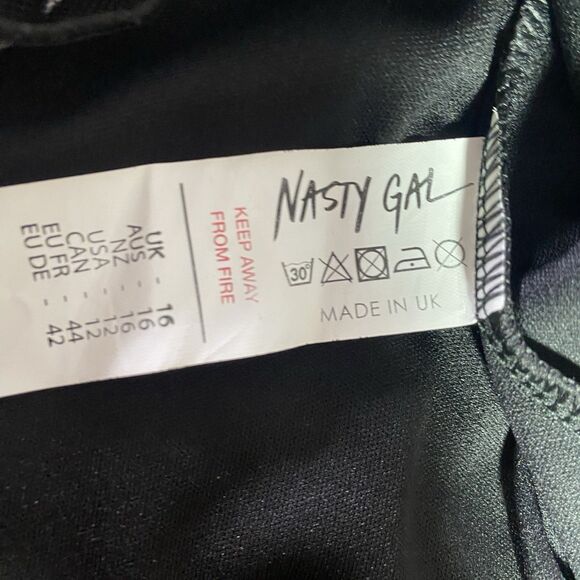 NASTY GAL
30°
MADE IN UK
KEEP AWAY
FROM FIRE
UK - 16
AUS - 16
NZ - 16
USA - 12
CAN - 12
EU FR - 44
EU DE - 42